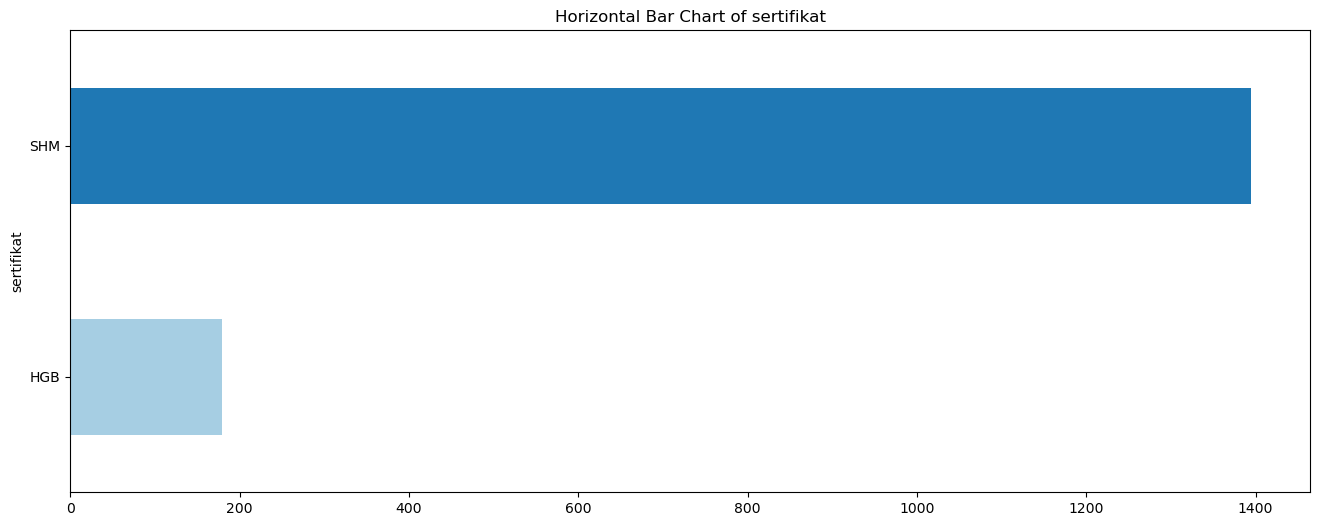 Horizontal Bar Chart of sertifikat
sertifikat
SHM
HGB
0 200 400 600 800 1000 1200 1400